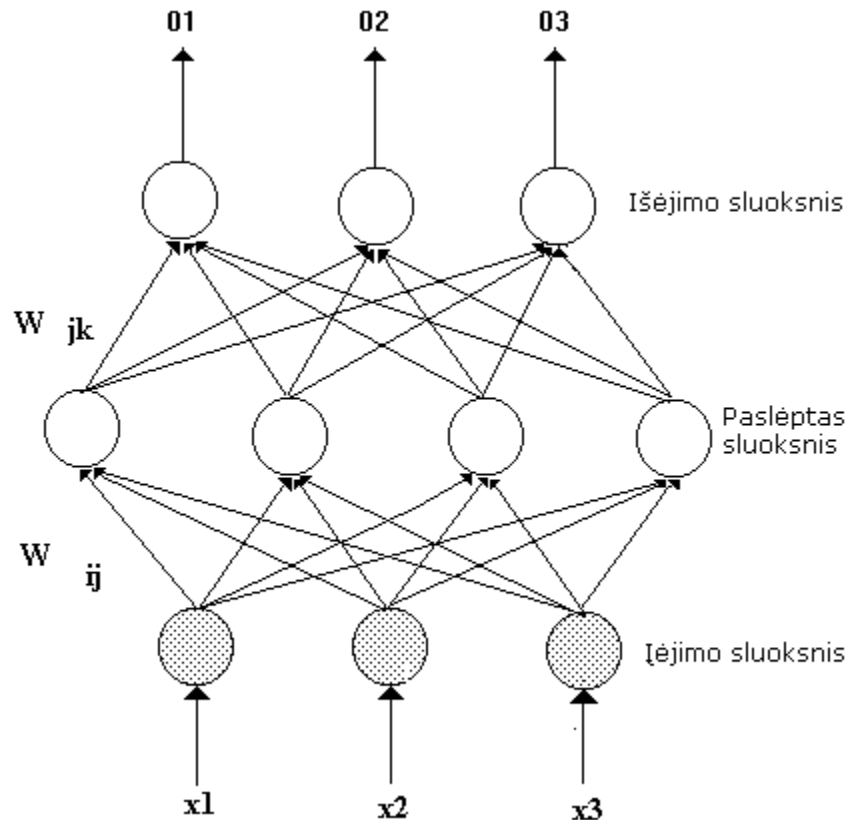 01 02 03
Išėjimo sluoksnis
W jk
Paslėptas
sluoksnis
W ij
Įėjimo sluoksnis
x1 x2 x3